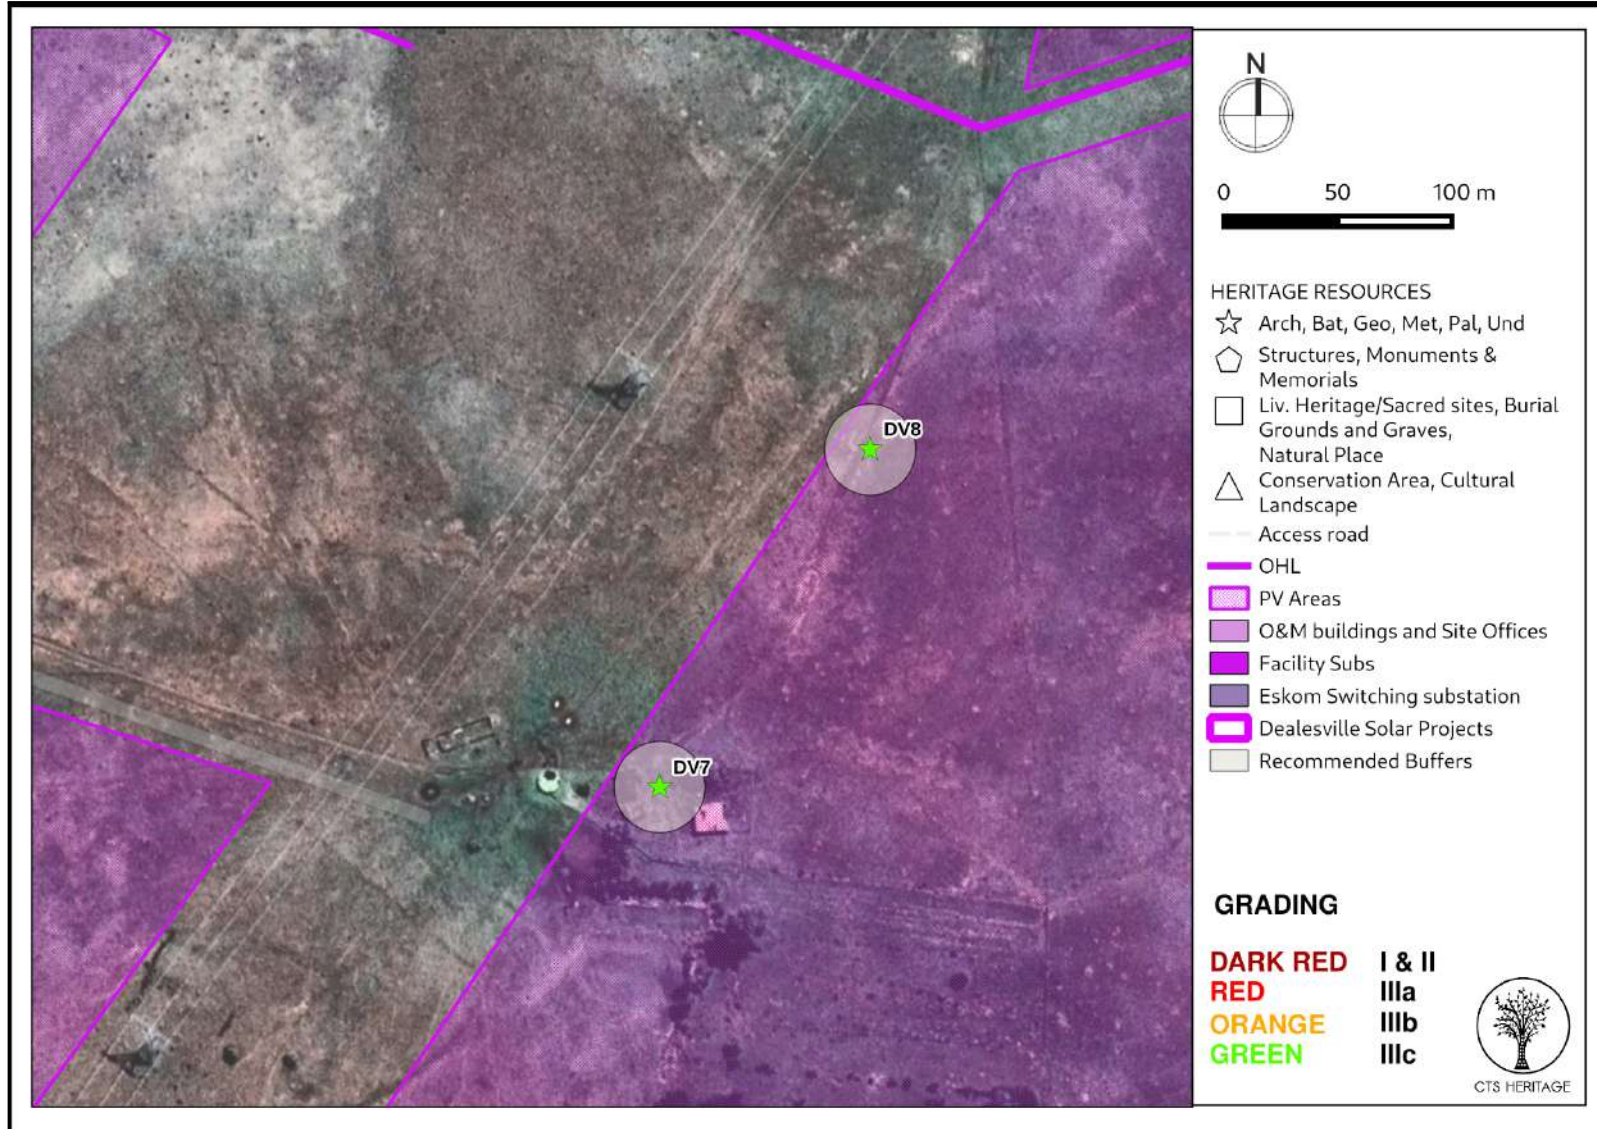 DV8
DV7
N
0 50 100 m
HERITAGE RESOURCES
Arch, Bat, Geo, Met, Pal, Und
Structures, Monuments &
Memorials
Liv. Heritage/Sacred sites, Burial
Grounds and Graves,
Natural Place
Conservation Area, Cultural
Landscape
Access road
OHL
PV Areas
O&M buildings and Site Offices
Facility Subs
Eskom Switching substation
Dealesville Solar Projects
Recommended Buffers
GRADING
DARK RED I & II
RED IIIa
ORANGE IIIb
GREEN IIIc
CTS HERITAGE